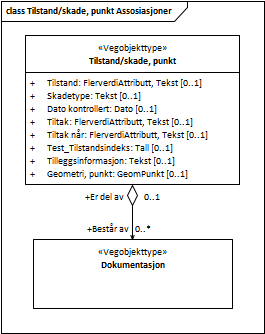 class Tilstand/skade, punkt Assosiasjoner
«Vegobjekttype»
Tilstand/skade, punkt
+ Tilstand: FlerverdiAttributt, Tekst [0..1]
+ Skadetype: Tekst [0..1]
+ Dato kontrollert: Dato [0..1]
+ Tiltak: FlerverdiAttributt, Tekst [0..1]
+ Tiltak når: FlerverdiAttributt, Tekst [0..1]
+ Test_Tilstandsindeks: Tall [0..1]
+ Tilleggsinformasjon: Tekst [0..1]
+ Geometri, punkt: GeomPunkt [0..1]
+Er del av 0..1
+Består av 0..*
«Vegobjekttype»
Dokumentasjon